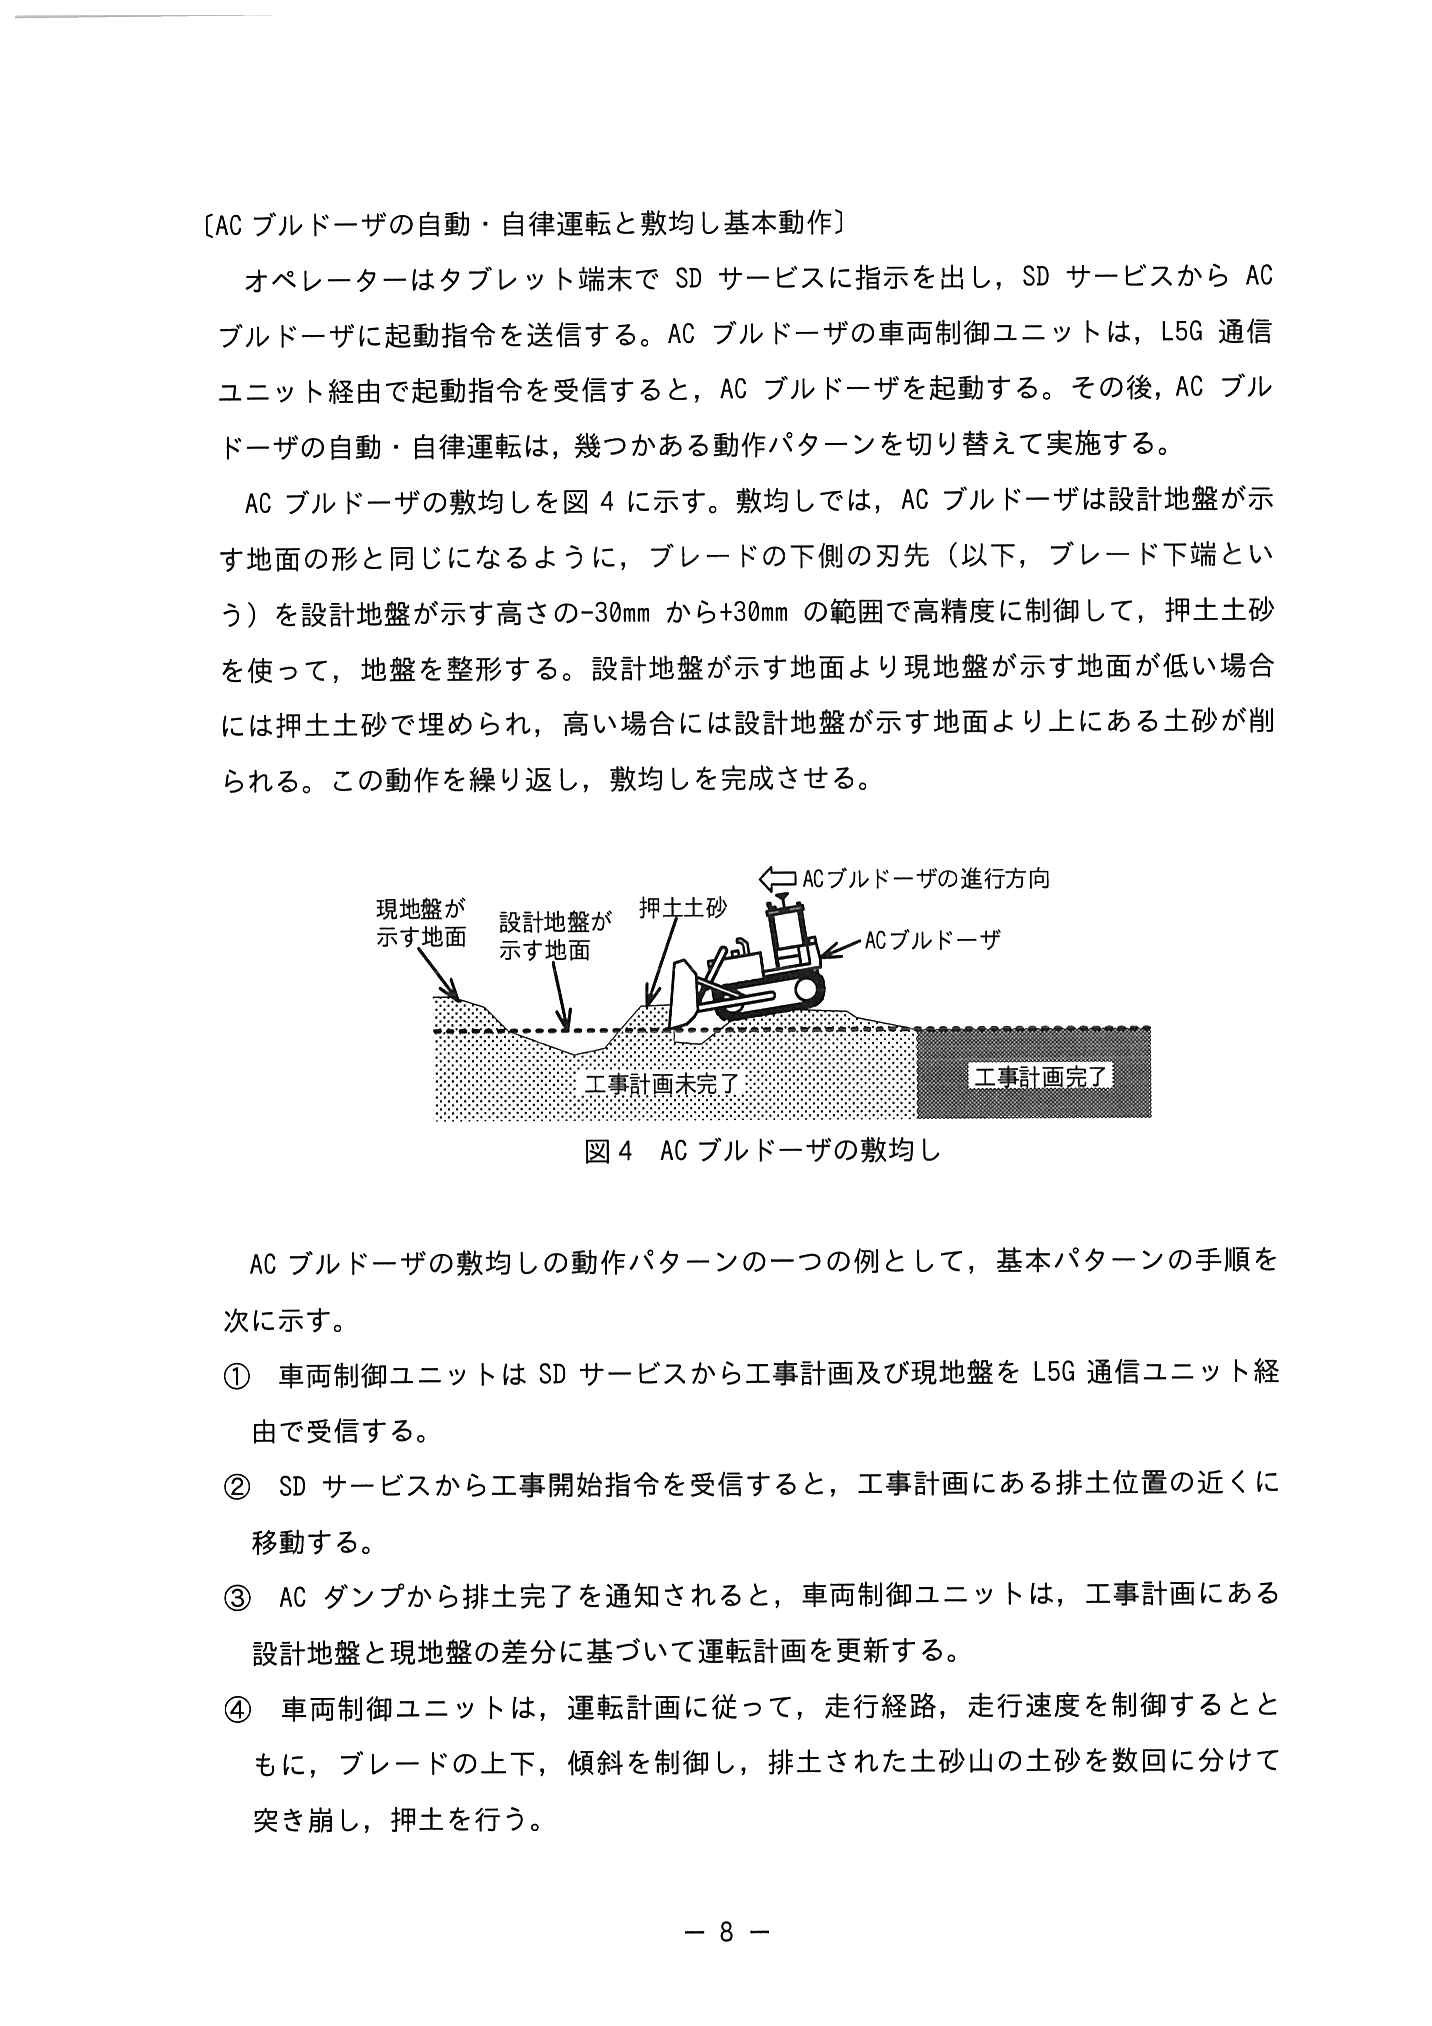 〔AC ブルドーザの自動・自律運転と敷均し基本動作〕
オペレーターはタブレット端末で SD サービスに指示を出し，SD サービスから AC
ブルドーザに起動指令を送信する。AC ブルドーザの車両制御ユニットは，L5G 通信
ユニット経由で起動指令を受信すると，AC ブルドーザを起動する。その後，AC ブル
ドーザの自動・自律運転は，幾つかある動作パターンを切り替えて実施する。
AC ブルドーザの敷均しを図 4 に示す。敷均しでは，AC ブルドーザは設計地盤が示
す地面の形と同じになるように，ブレードの下側の刃先（以下，ブレード下端とい
う）を設計地盤が示す高さの-30mm から+30mm の範囲で高精度に制御して，押土土砂
を使って，地盤を整形する。設計地盤が示す地面より現地盤が示す地面が低い場合
には押土土砂で埋められ，高い場合には設計地盤が示す地面より上にある土砂が削
られる。この動作を繰り返し，敷均しを完成させる。
ACブルドーザの進行方向
現地盤が
示す地面
設計地盤が
示す地面
押土土砂
ACブルドーザ
工事計画未完了
工事計画完了
図 4　AC ブルドーザの敷均し
AC ブルドーザの敷均しの動作パターンの一つの例として，基本パターンの手順を
次に示す。
①　車両制御ユニットは SD サービスから工事計画及び現地盤を L5G 通信ユニット経
由で受信する。
②　SD サービスから工事開始指令を受信すると，工事計画にある排土位置の近くに
移動する。
③　AC ダンプから排土完了を通知されると，車両制御ユニットは，工事計画にある
設計地盤と現地盤の差分に基づいて運転計画を更新する。
④　車両制御ユニットは，運転計画に従って，走行経路，走行速度を制御するとと
もに，ブレードの上下，傾斜を制御し，排土された土砂山の土砂を数回に分けて
突き崩し，押土を行う。
－ 8 －